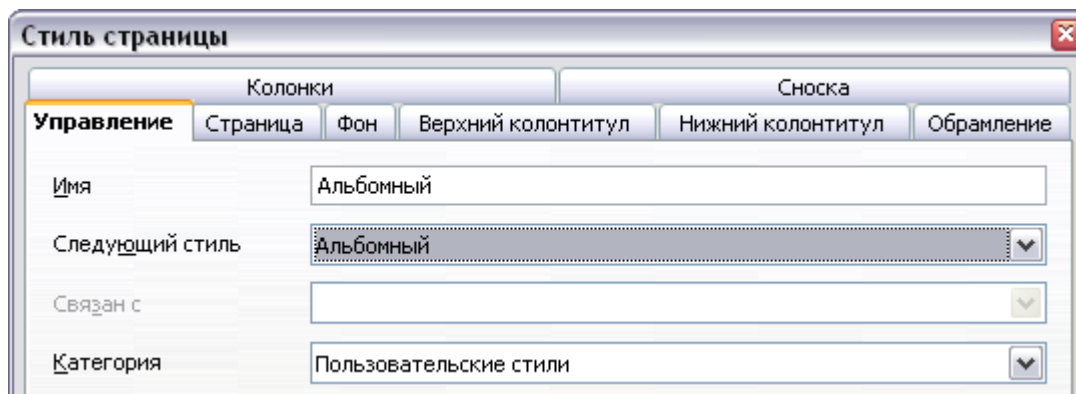 Стиль страницы
Колонки Сноска
Управление Страница Фон Верхний колонтитул Нижний колонтитул Обрамление
Имя Альбомный
Следующий стиль Альбомный
Связан с
Категория Пользовательские стили